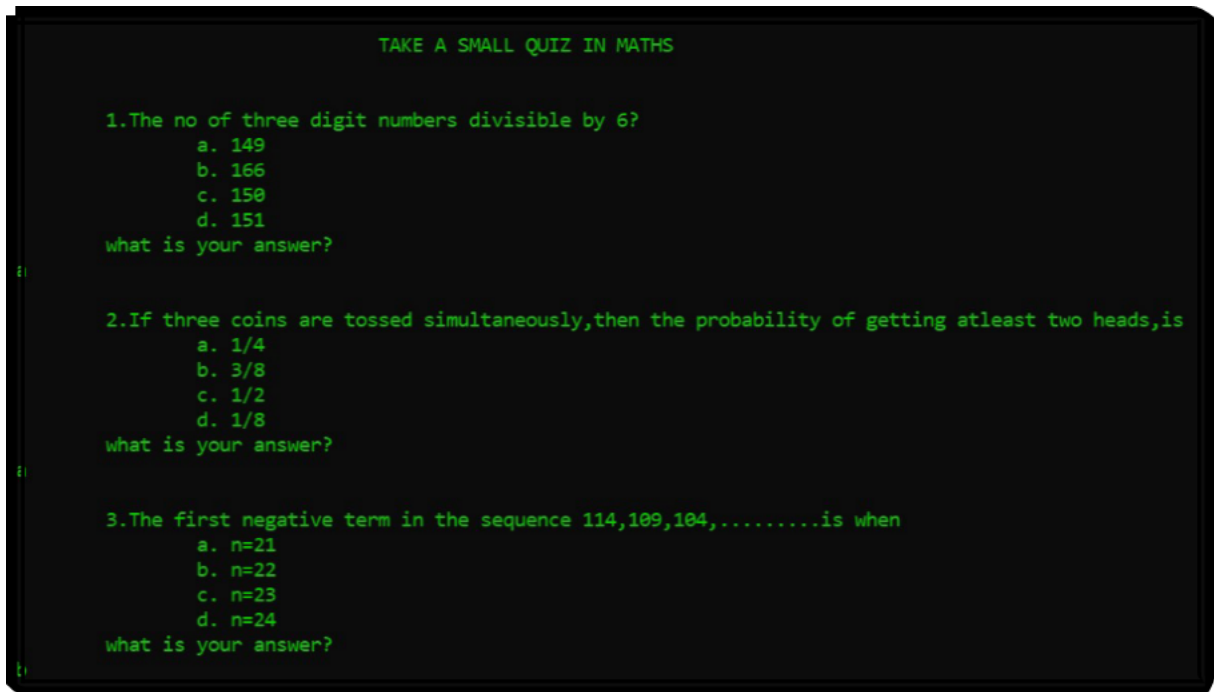 TAKE A SMALL QUIZ IN MATHS
1.The no of three digit numbers divisible by 6?
a. 149
b. 166
c. 150
d. 151
what is your answer?
a
2.If three coins are tossed simultaneously,then the probability of getting atleast two heads,is
a. 1/4
b. 3/8
c. 1/2
d. 1/8
what is your answer?
a
3.The first negative term in the sequence 114,109,104,.........is when
a. n=21
b. n=22
c. n=23
d. n=24
what is your answer?
b